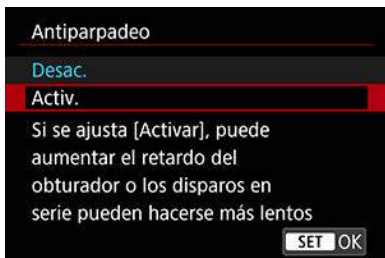 Antiparpadeo
Desac.
Activ.
Si se ajusta [Activar], puede
aumentar el retardo del
obturador o los disparos en
serie pueden hacerse más lentos
SET OK